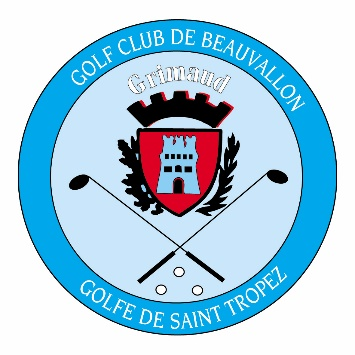 GOLF CLUB DE BEAUVALLON
Grimaud
GOLFE DE SAINT TROPEZ